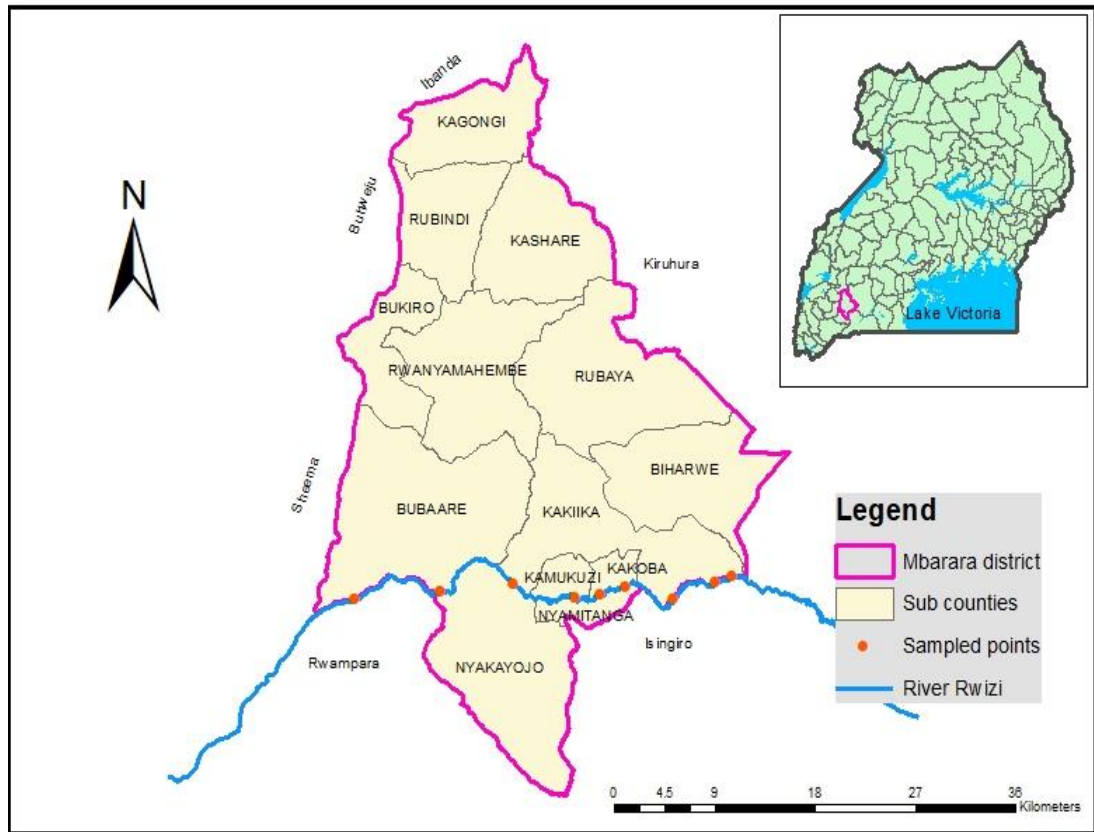 Ibanda
KAGONGI
N
Buhweju
RUBINDI
KASHARE
Kiruhura
Lake Victoria
BUKIRO
RWANYAMAHEMBE
RUBAYA
Sheema
BIHARWE
BUBAARE
KAKIIKA
KAMUKUZI
KAKOBA
NYAMITANGA
Rwampara
Isingiro
NYAKAYOJO
Legend
Mbarara district
Sub counties
Sampled points
River Rwizi
0 4.5 9 18 27 36
Kilometers